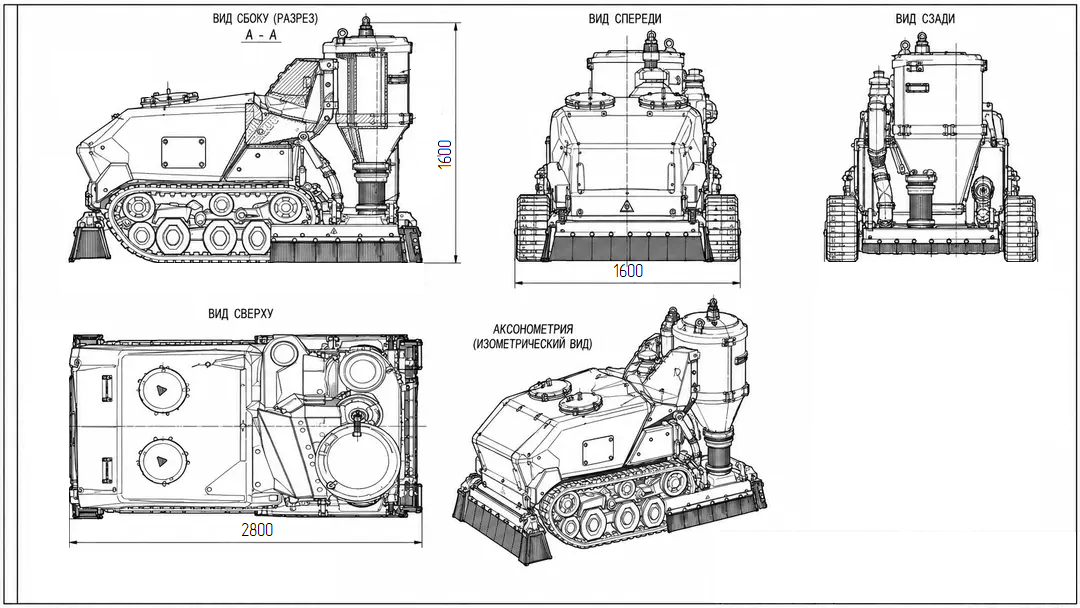 ВИД СБОКУ (РАЗРЕЗ)
А - А
1600
ВИД СПЕРЕДИ
1600
ВИД СЗАДИ
ВИД СВЕРХУ
2800
АКСОНОМЕТРИЯ
(ИЗОМЕТРИЧЕСКИЙ ВИД)